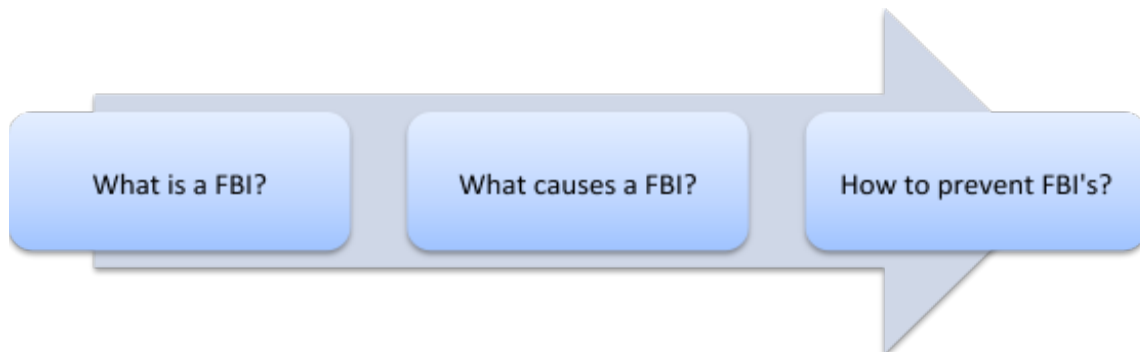 What is a FBI?
What causes a FBI?
How to prevent FBI's?